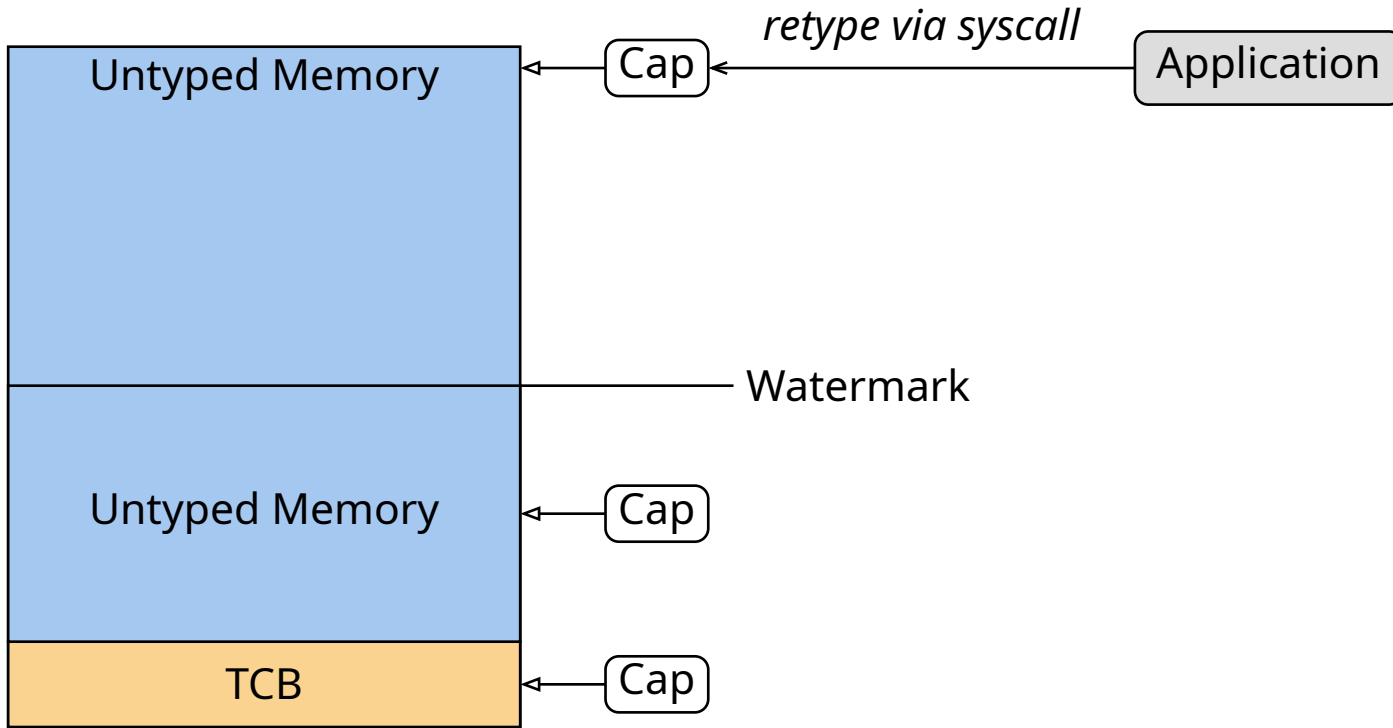 retype via syscall
Untyped Memory
Cap
Application
Watermark
Untyped Memory
Cap
TCB
Cap